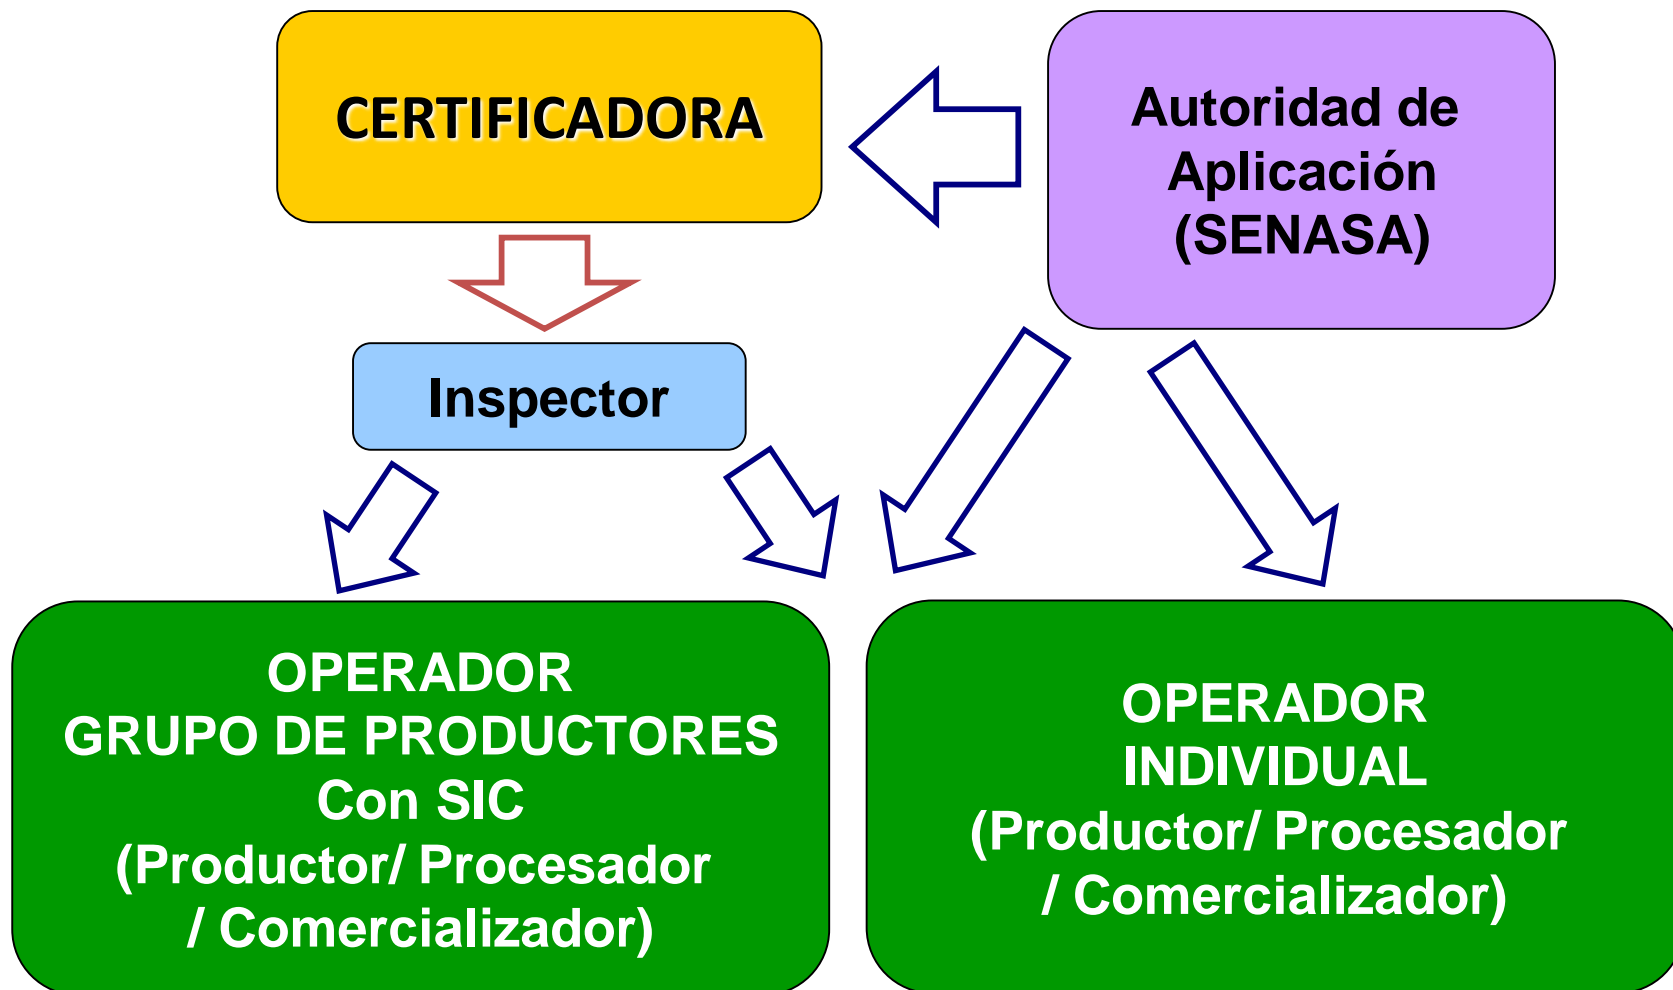 CERTIFICADORA
Autoridad de
Aplicación
(SENASA)
Inspector
OPERADOR
GRUPO DE PRODUCTORES
Con SIC
(Productor/ Procesador
/ Comercializador)
OPERADOR
INDIVIDUAL
(Productor/ Procesador
/ Comercializador)